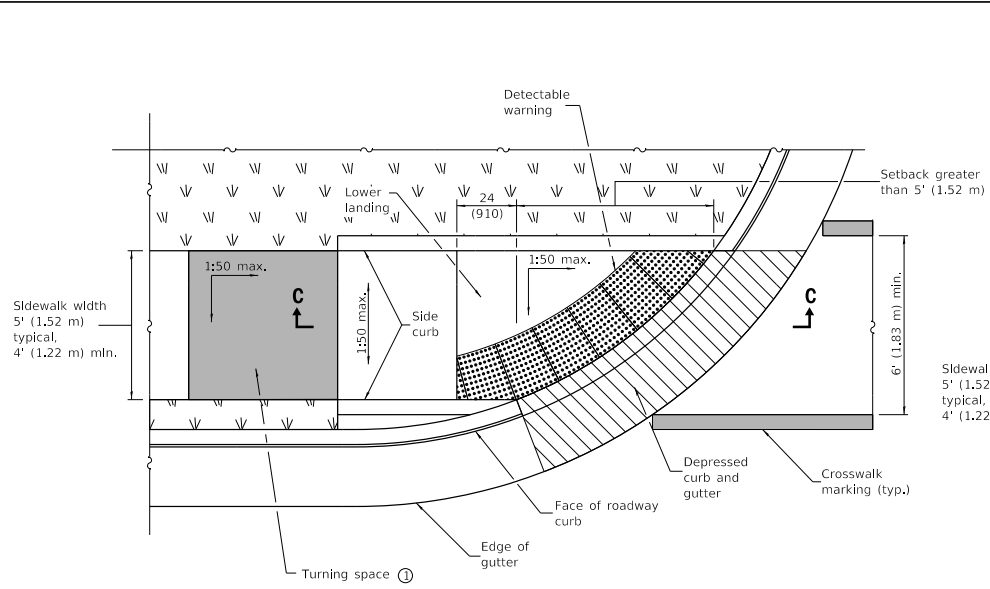 Detectable
warning
Setback greater
than 5' (1.52 m)
Lower
landing
24
(910)
1:50 max.
1:50 max.
C
C
Sidewalk width
5' (1.52 m)
typical,
4' (1.22 m) min.
1:50 max.
Side
curb
6' (1.83 m) min.
Sidewal
5' (1.52
typical,
4' (1.22
Depressed
curb and
gutter
Crosswalk
marking (typ.)
Face of roadway
curb
Edge of
gutter
Turning space ①